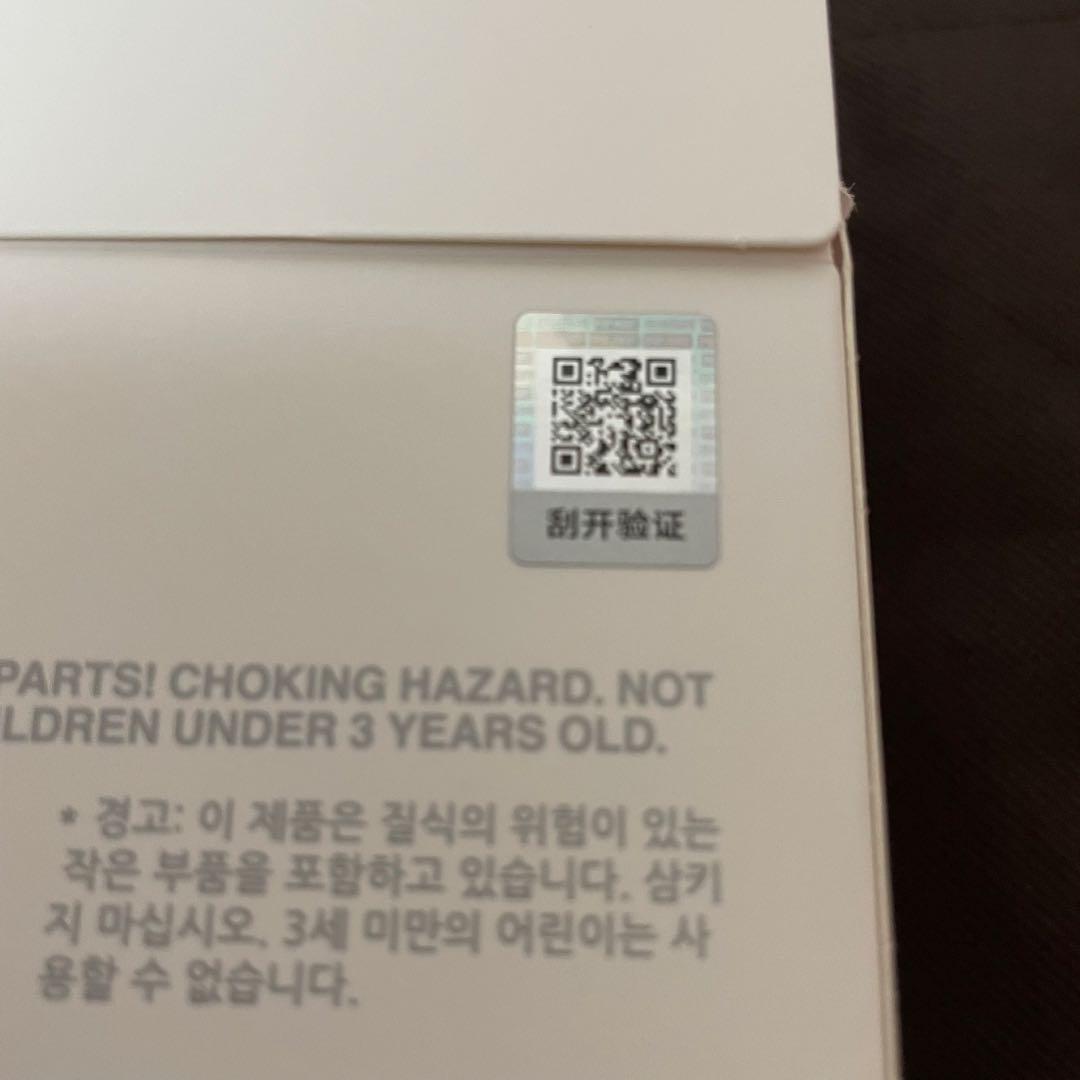 刮开验证
PARTS! CHOKING HAZARD. NOT
LDREN UNDER 3 YEARS OLD.
* 경고: 이 제품은 질식의 위험이 있는
작은 부품을 포함하고 있습니다. 삼키
지 마십시오. 3세 미만의 어린이는 사
용할 수 없습니다.